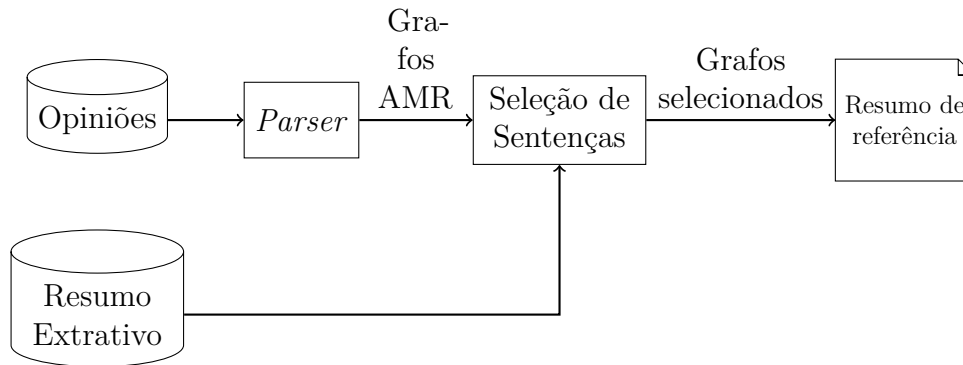 Opiniões
Parser
Gra-
fos
AMR
Seleção de
Sentenças
Grafos
selecionados
Resumo de
referência
Resumo
Extrativo